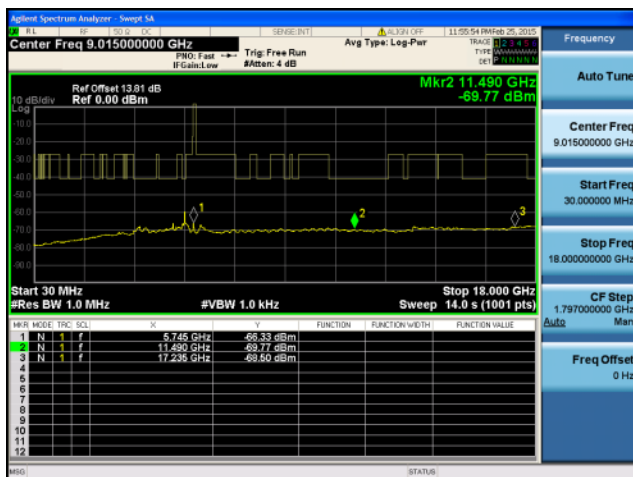 Agilent Spectrum Analyzer - Swept SA
RL RF 50 Ω DC SENSE:INT ALIGN OFF 11:55:54 PM Feb 25, 2015
Center Freq 9.015000000 GHz
PNO: Fast
IFGain:Low
Trig: Free Run
#Atten: 4 dB
Avg Type: Log-Pwr
TRACE 1 2 3 4 5 6
TYPE
DET P N N N N N
Ref Offset 13.81 dB
Ref 0.00 dBm
10 dB/div
Log
Mkr2 11.490 GHz
-69.77 dBm
-10.0
-20.0
-30.0
-40.0
-50.0
-60.0
-70.0
-80.0
-90.0
1
2
3
Start 30 MHz
Stop 18.000 GHz
#Res BW 1.0 MHz #VBW 1.0 kHz Sweep 14.0 s (1001 pts)
MKR MODE TRC SCL X Y FUNCTION FUNCTION WIDTH FUNCTION VALUE
1 N 1 f 5.745 GHz -66.33 dBm
2 N 1 f 11.490 GHz -69.77 dBm
3 N 1 f 17.235 GHz -68.50 dBm
4
5
6
7
8
9
10
11
12
MSG STATUS
Frequency
Auto Tune
Center Freq
9.015000000 GHz
Start Freq
30.000000 MHz
Stop Freq
18.000000000 GHz
CF Step
1.797000000 GHz
Auto Man
Freq Offset
0 Hz